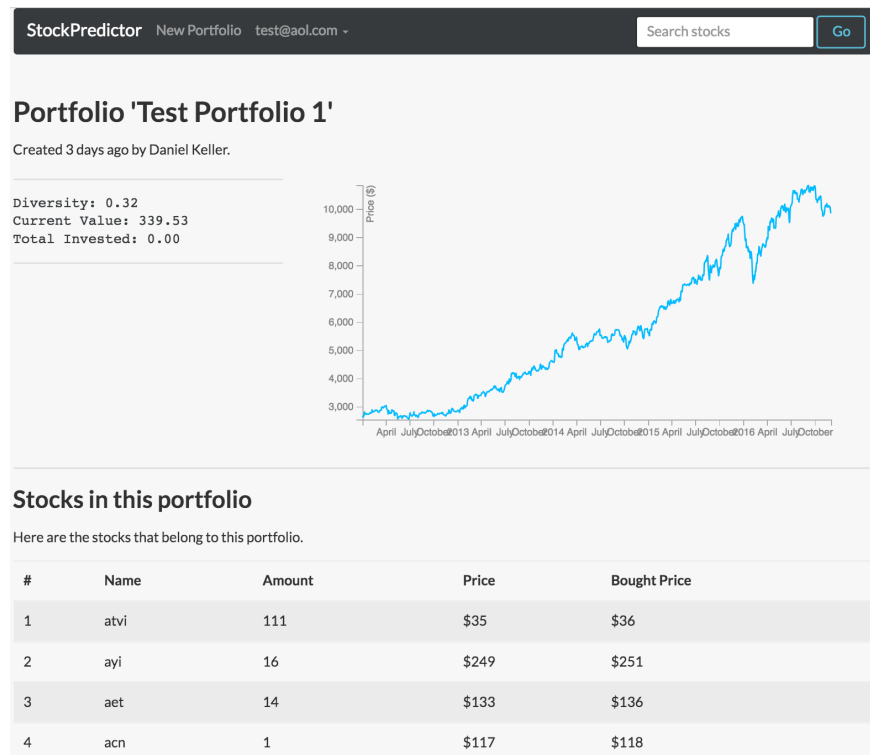 StockPredictor New Portfolio test@aol.com Search stocks Go
Portfolio 'Test Portfolio 1'
Created 3 days ago by Daniel Keller.
Diversity: 0.32
Current Value: 339.53
Total Invested: 0.00
Price ($)
10,000
9,000
8,000
7,000
6,000
5,000
4,000
3,000
April July October 2013 April July October 2014 April July October 2015 April July October 2016 April July October
Stocks in this portfolio
Here are the stocks that belong to this portfolio.
# Name Amount Price Bought Price
1 atvi 111 $35 $36
2 ayi 16 $249 $251
3 aet 14 $133 $136
4 acn 1 $117 $118